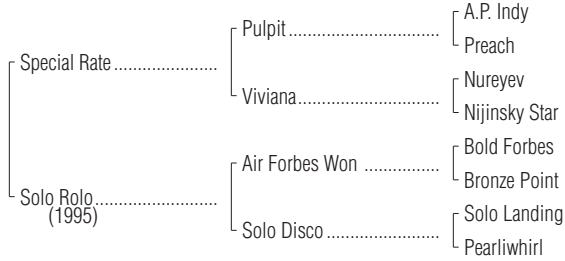 A.P. Indy
Pulpit
Preach
Special Rate
Nureyev
Viviana
Nijinsky Star
Bold Forbes
Air Forbes Won
Bronze Point
Solo Rolo
(1995)
Solo Landing
Solo Disco
Pearliwhirl